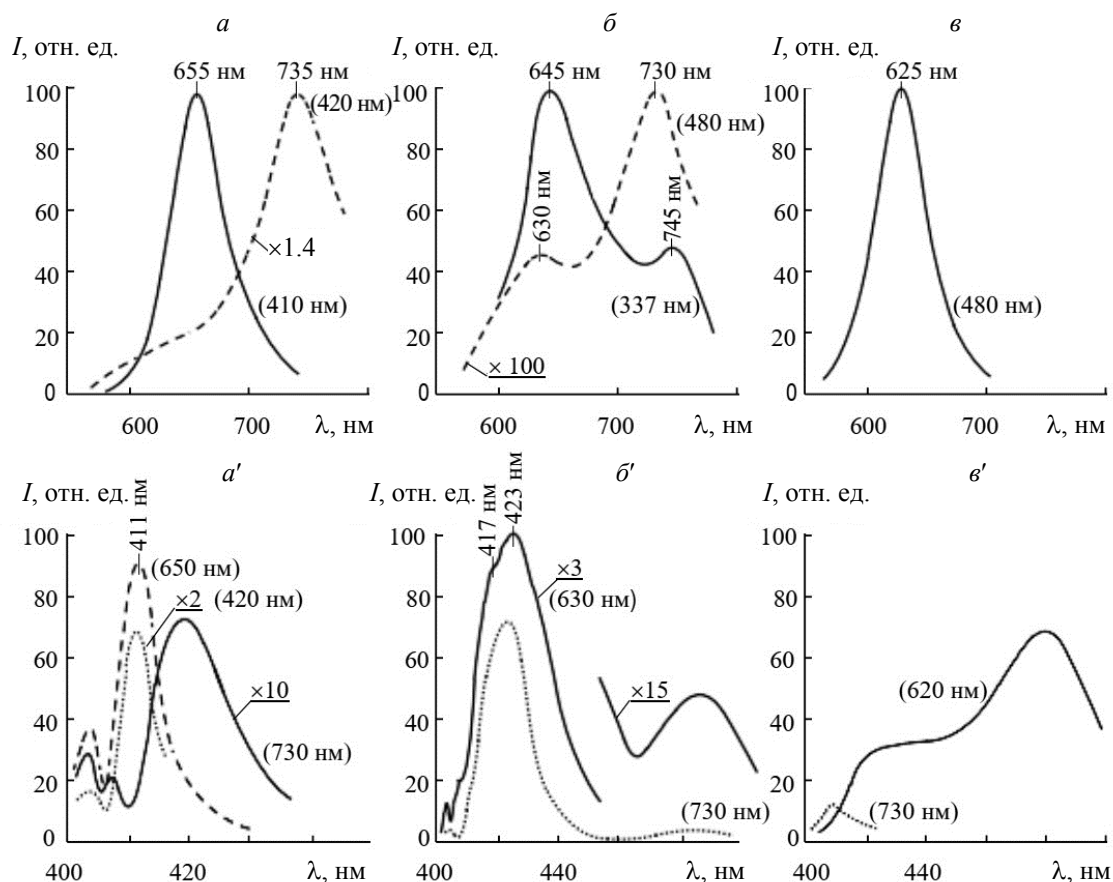 а
б
в
I, отн. ед.
I, отн. ед.
I, отн. ед.
655 нм
735 нм
645 нм
730 нм
625 нм
100
(420 нм)
100
(480 нм)
100
80
80
80
60
630 нм
745 нм
60
60
×1.4
40
40
40
(410 нм)
(337 нм)
(480 нм)
20
× 100
20
20
0
0
0
600
700
λ, нм
600
700
λ, нм
600
700
λ, нм
а′
б′
в′
I, отн. ед.
I, отн. ед.
I, отн. ед.
411 нм
417 нм
423 нм
100
100
100
(650 нм)
×3
×2
(420 нм)
(630 нм)
80
80
80
60
60
60
×10
×15
(620 нм)
40
40
40
(730 нм)
20
20
20
(730 нм)
(730 нм)
0
0
0
400
420
λ, нм
400
440
λ, нм
400
440
λ, нм